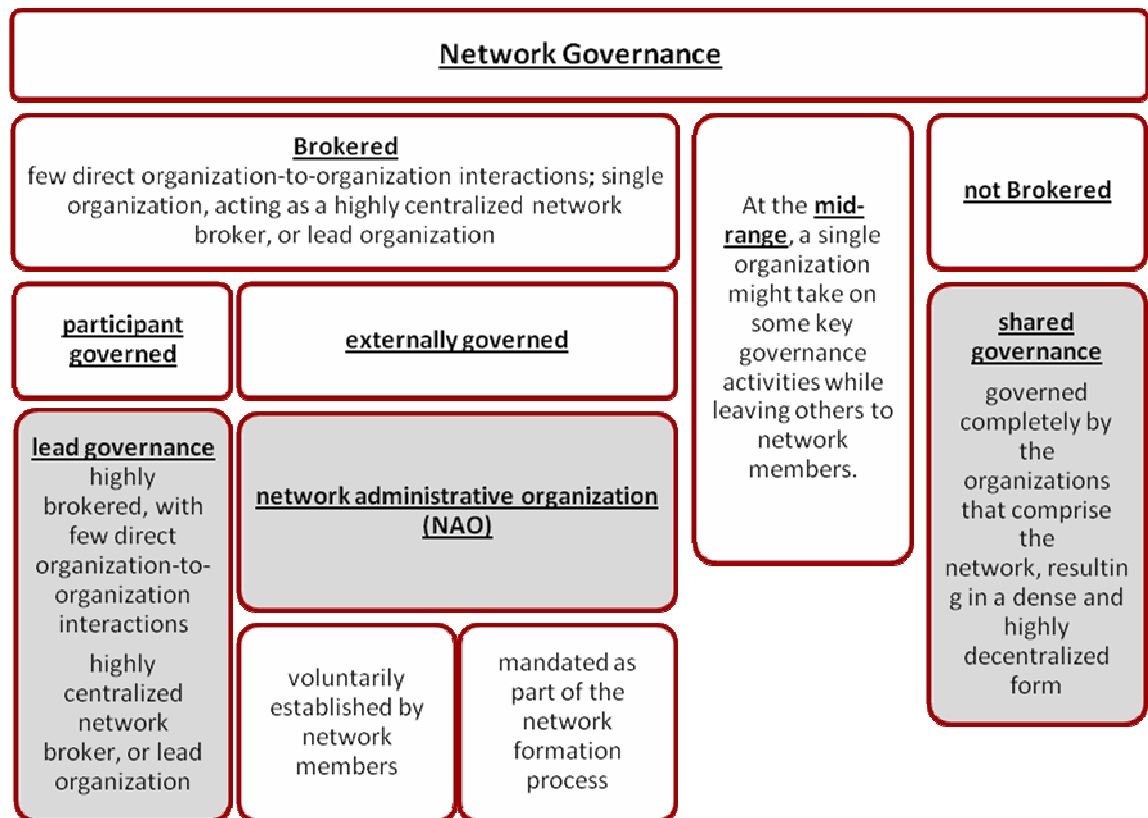 Network Governance
Brokered
few direct organization-to-organization interactions; single
organization, acting as a highly centralized network
broker, or lead organization
At the mid-
range, a single
organization
might take on
some key
governance
activities while
leaving others to
network
members.
not Brokered
participant
governed
externally governed
shared
governance
governed
completely by
the
organizations
that comprise
the
network, resultin
g in a dense and
highly
decentralized
form
lead governance
highly
brokered, with
few direct
organization-to-
organization
interactions
highly
centralized
network
broker, or lead
organization
network administrative organization
(NAO)
voluntarily
established by
network
members
mandated as
part of the
network
formation
process